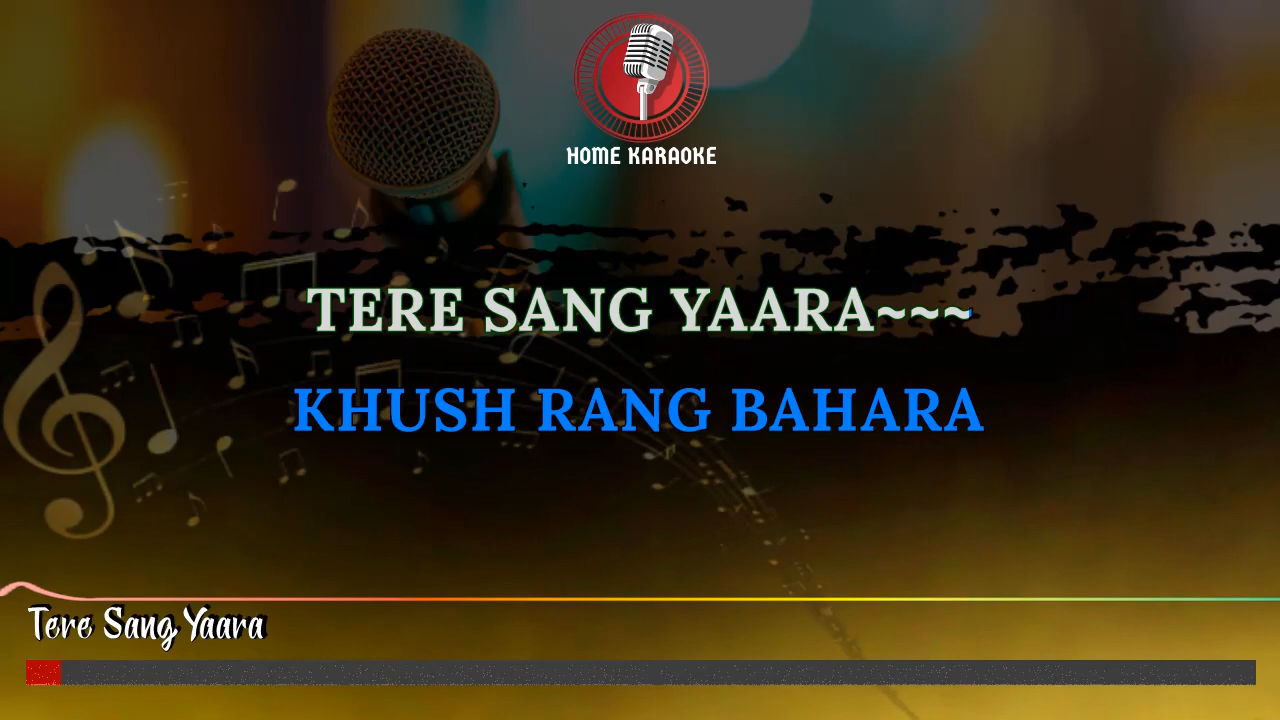 HOME KARAOKE
TERE SANG YAARA~~~
KHUSH RANG BAHARA
Tere Sang Yaara